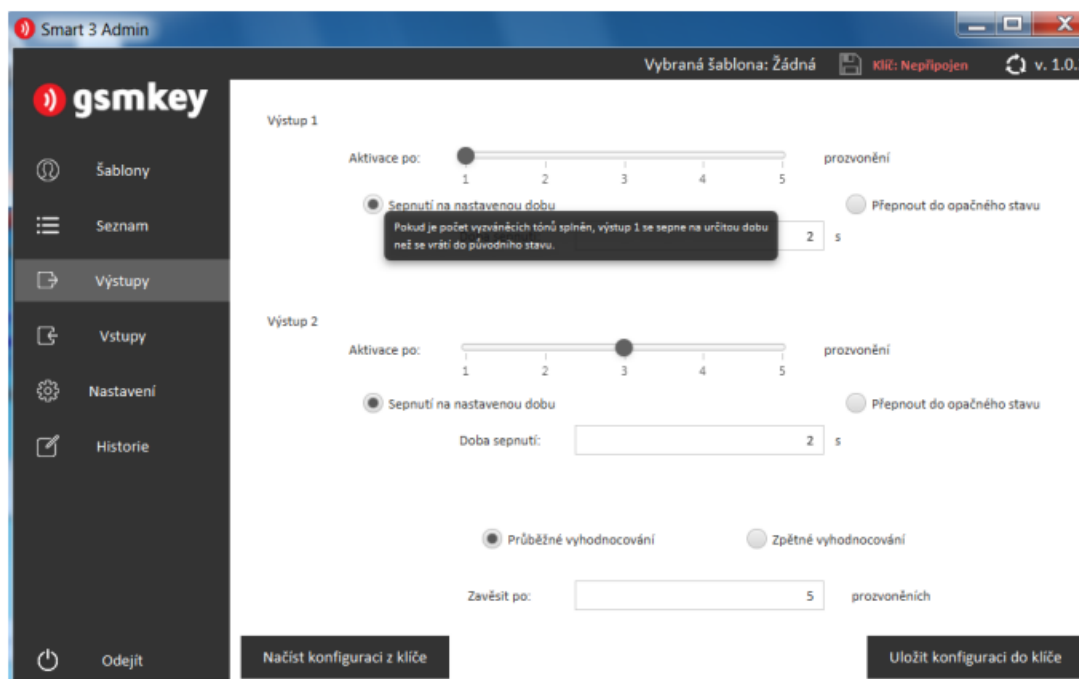 Smart 3 Admin
Vybraná šablona: Žádná
Klíč: Nepřipojen
v. 1.0.
gsmkey
Šablony
Seznam
Výstupy
Vstupy
Nastavení
Historie
Odejít
Výstup 1
Aktivace po:
1 2 3 4 5
prozvonění
Sepnutí na nastavenou dobu
Přepnout do opačného stavu
Pokud je počet vyzváněcích tónů splněn, výstup 1 se sepne na určitou dobu
než se vrátí do původního stavu.
2 s
Výstup 2
Aktivace po:
1 2 3 4 5
prozvonění
Sepnutí na nastavenou dobu
Přepnout do opačného stavu
Doba sepnutí: 2 s
Průběžné vyhodnocování
Zpětné vyhodnocování
Zavěsit po: 5 prozvoněních
Načíst konfiguraci z klíče
Uložit konfiguraci do klíče